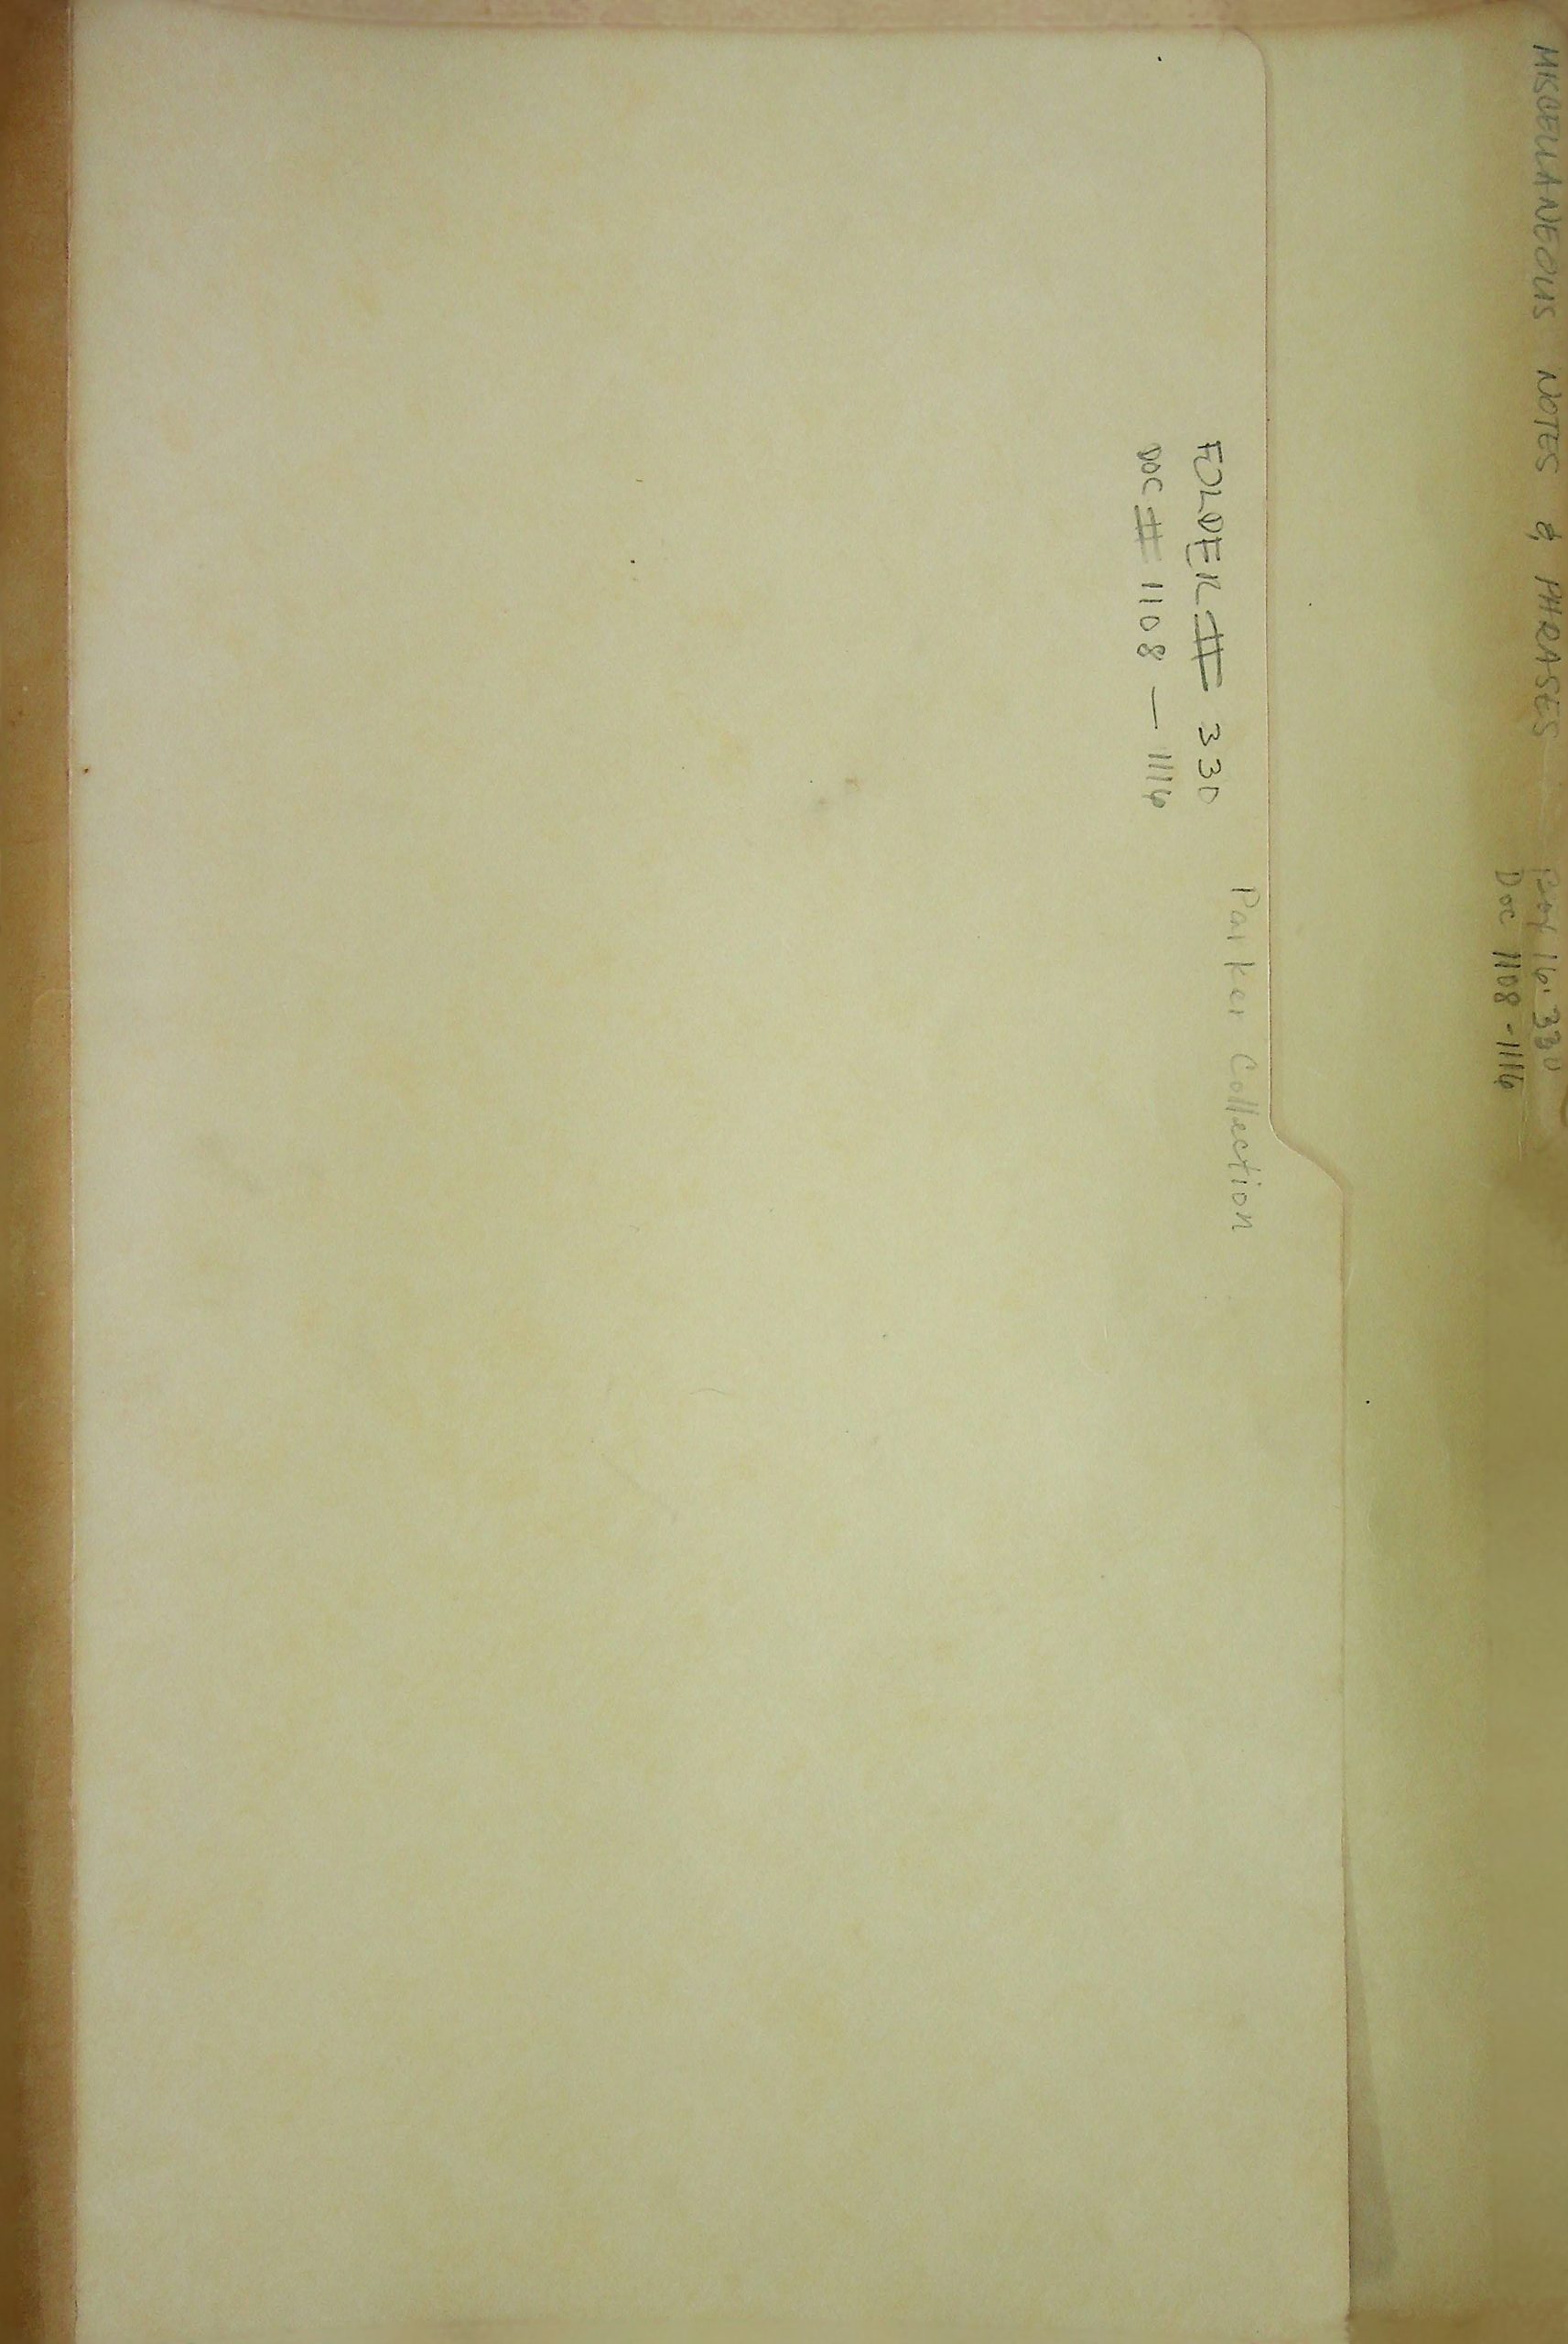 MISCELLANEOUS NOTES & PHRASES
Box 16. 330
Doc 1108 - 1116
Parker Collection
FOLDER # 330
DOC # 1108 — 1116